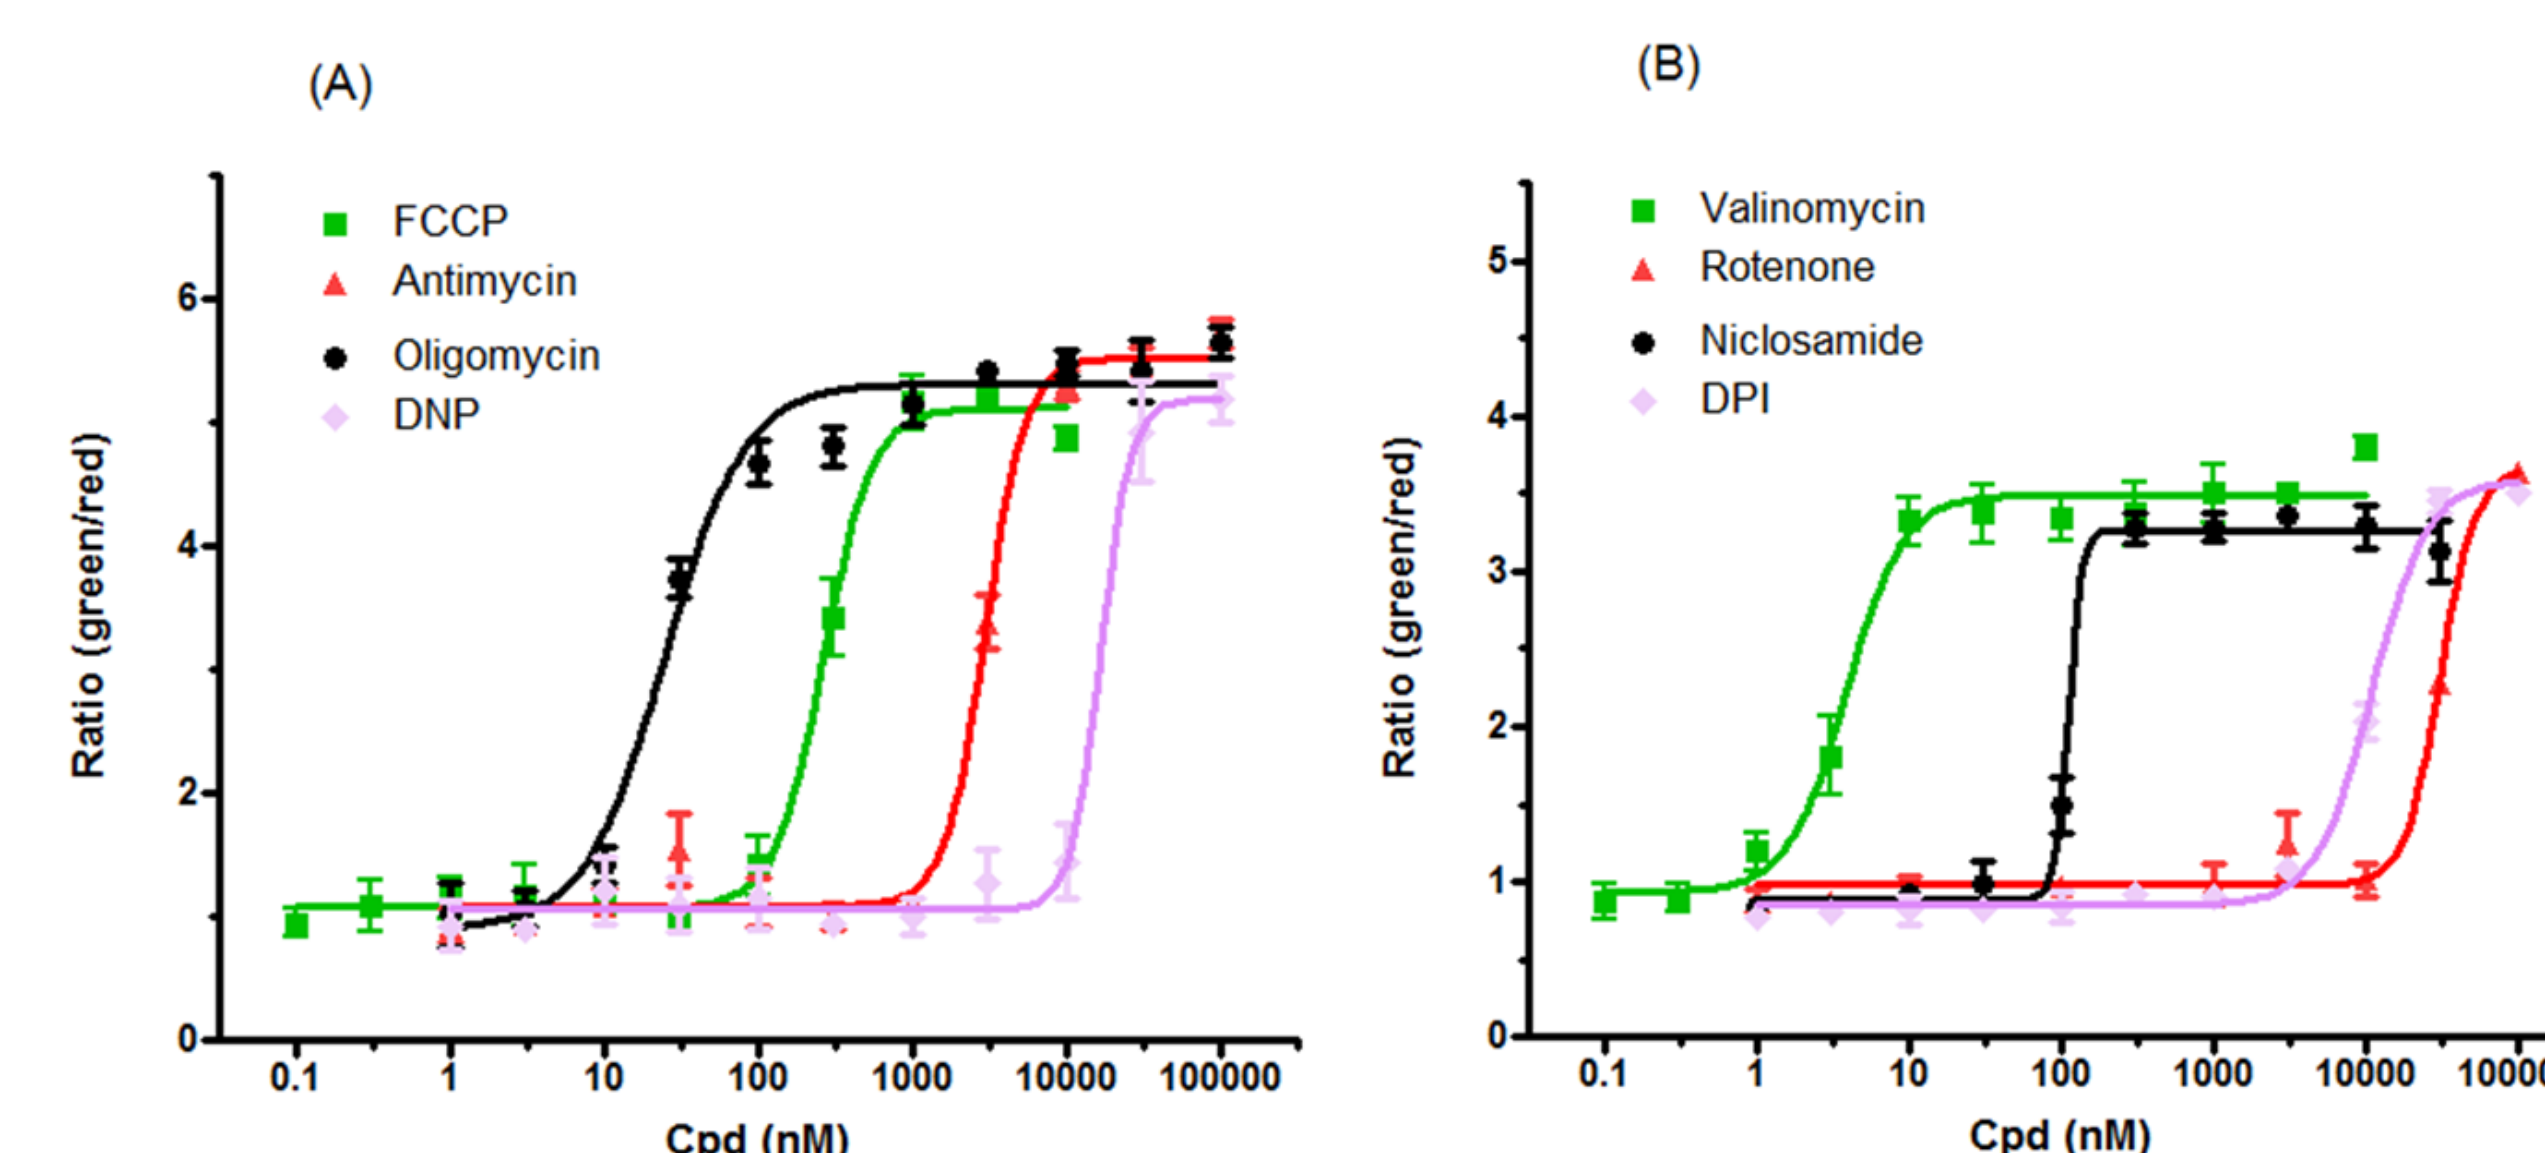 (A)
FCCP
Antimycin
Oligomycin
DNP
Ratio (green/red)
6
4
2
0
0.1 1 10 100 1000 10000 100000
Cpd (nM)
(B)
Valinomycin
Rotenone
Niclosamide
DPI
Ratio (green/red)
5
4
3
2
1
0
0.1 1 10 100 1000 10000 10000
Cpd (nM)